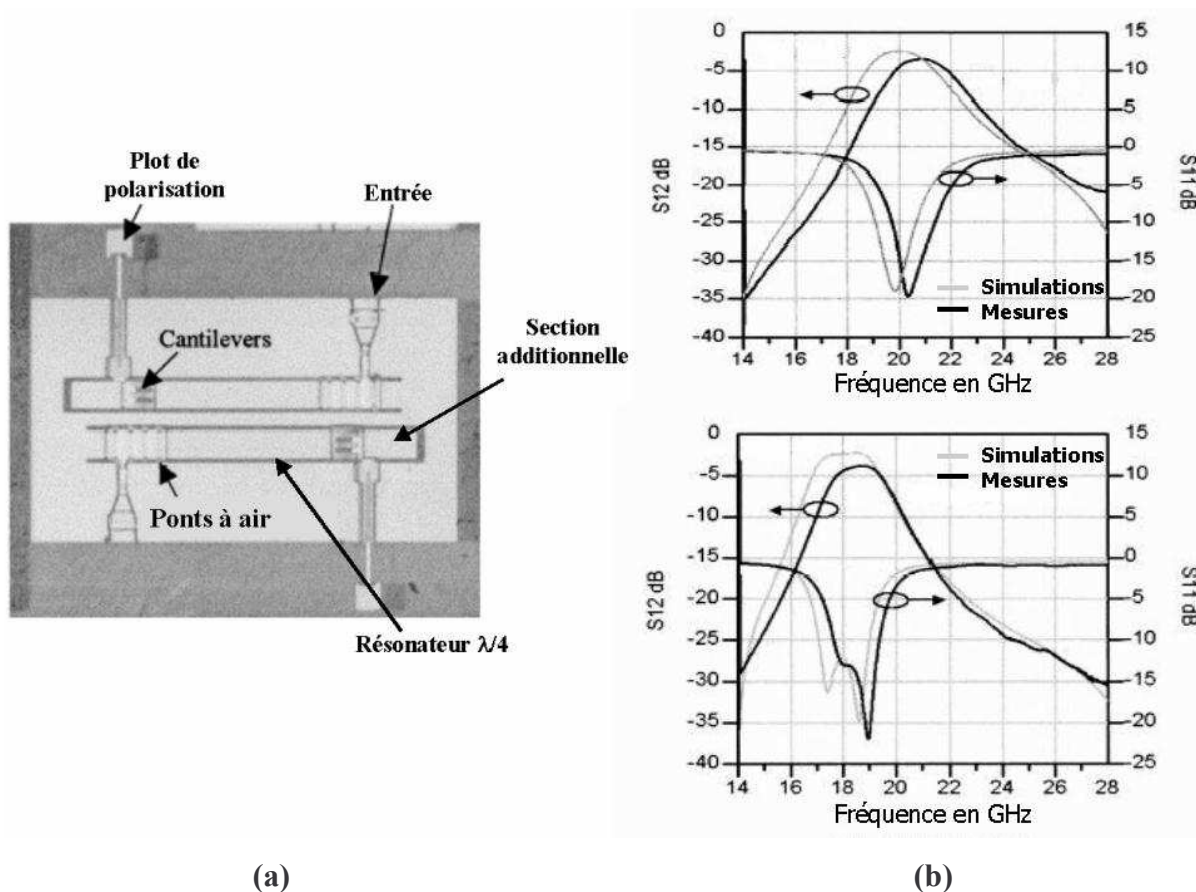 Plot de
polarisation
Entrée
Cantilevers
Section
additionnelle
Ponts à air
Résonateur λ/4
(a)
0
-5
-10
-15
-20
-25
-30
-35
-40
S12 dB
15
10
5
0
-5
-10
-15
-20
25
S11 dB
Simulations
Mesures
14 16 18 20 22 24 26 28
Fréquence en GHz
0
-5
-10
-15
-20
-25
-30
-35
-40
S12 dB
15
10
5
0
-5
-10
-15
-20
25
S11 dB
Simulations
Mesures
14 16 18 20 22 24 26 28
Fréquence en GHz
(b)